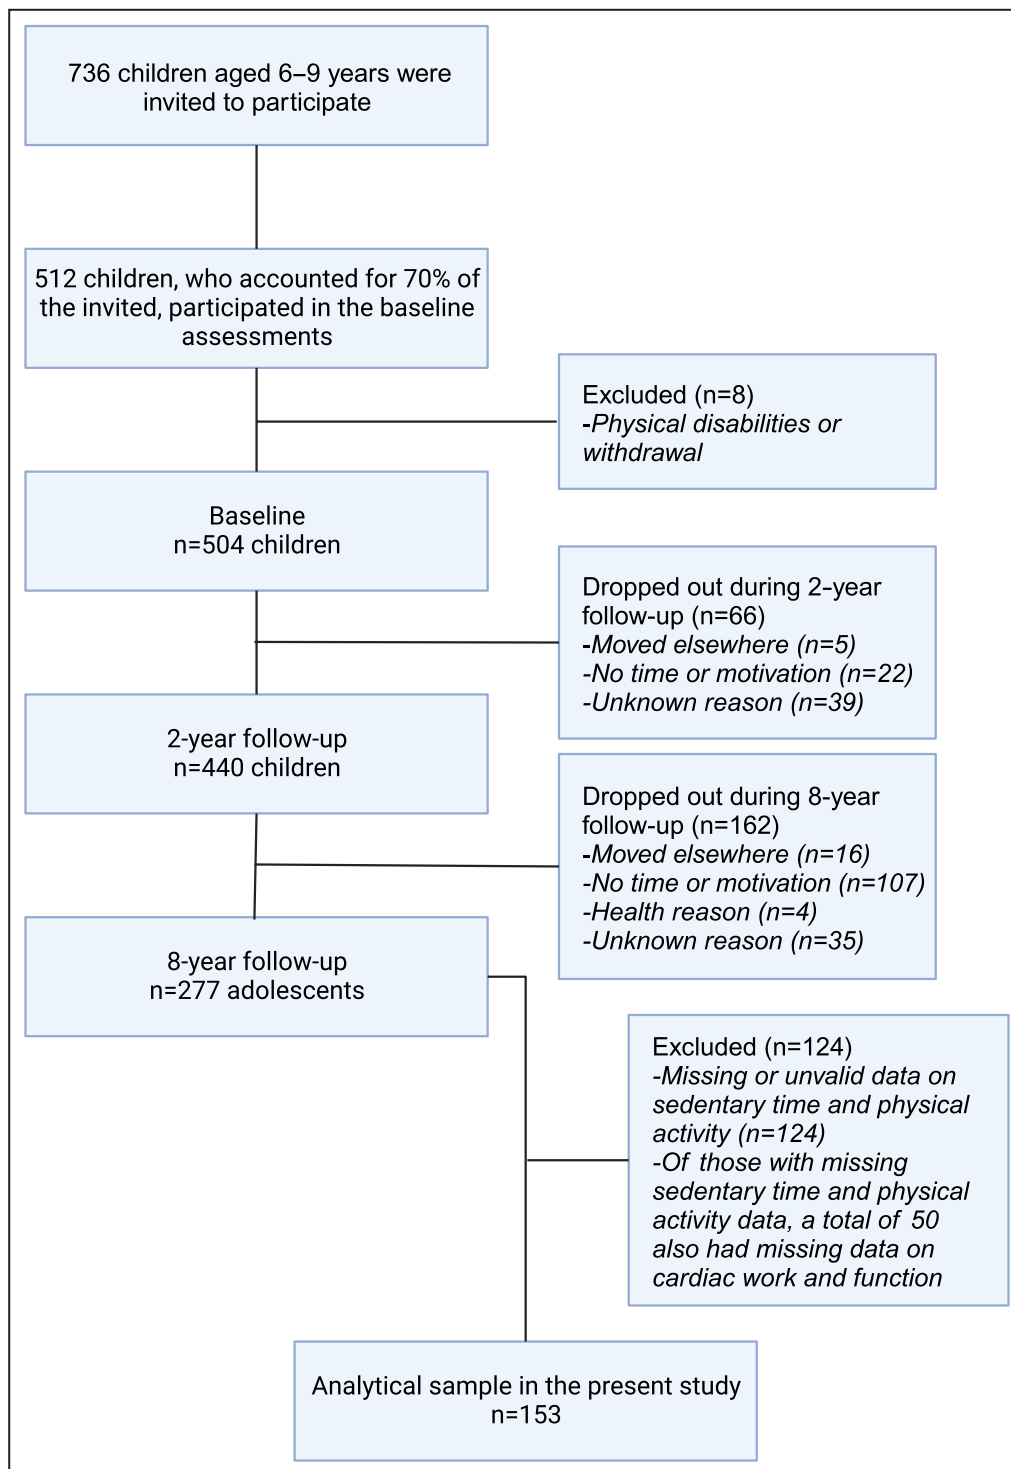 736 children aged 6–9 years were
invited to participate
512 children, who accounted for 70% of
the invited, participated in the baseline
assessments
Excluded (n=8)
-Physical disabilities or
withdrawal
Baseline
n=504 children
Dropped out during 2-year
follow-up (n=66)
-Moved elsewhere (n=5)
-No time or motivation (n=22)
-Unknown reason (n=39)
2-year follow-up
n=440 children
Dropped out during 8-year
follow-up (n=162)
-Moved elsewhere (n=16)
-No time or motivation (n=107)
-Health reason (n=4)
-Unknown reason (n=35)
8-year follow-up
n=277 adolescents
Excluded (n=124)
-Missing or unvalid data on
sedentary time and physical
activity (n=124)
-Of those with missing
sedentary time and physical
activity data, a total of 50
also had missing data on
cardiac work and function
Analytical sample in the present study
n=153